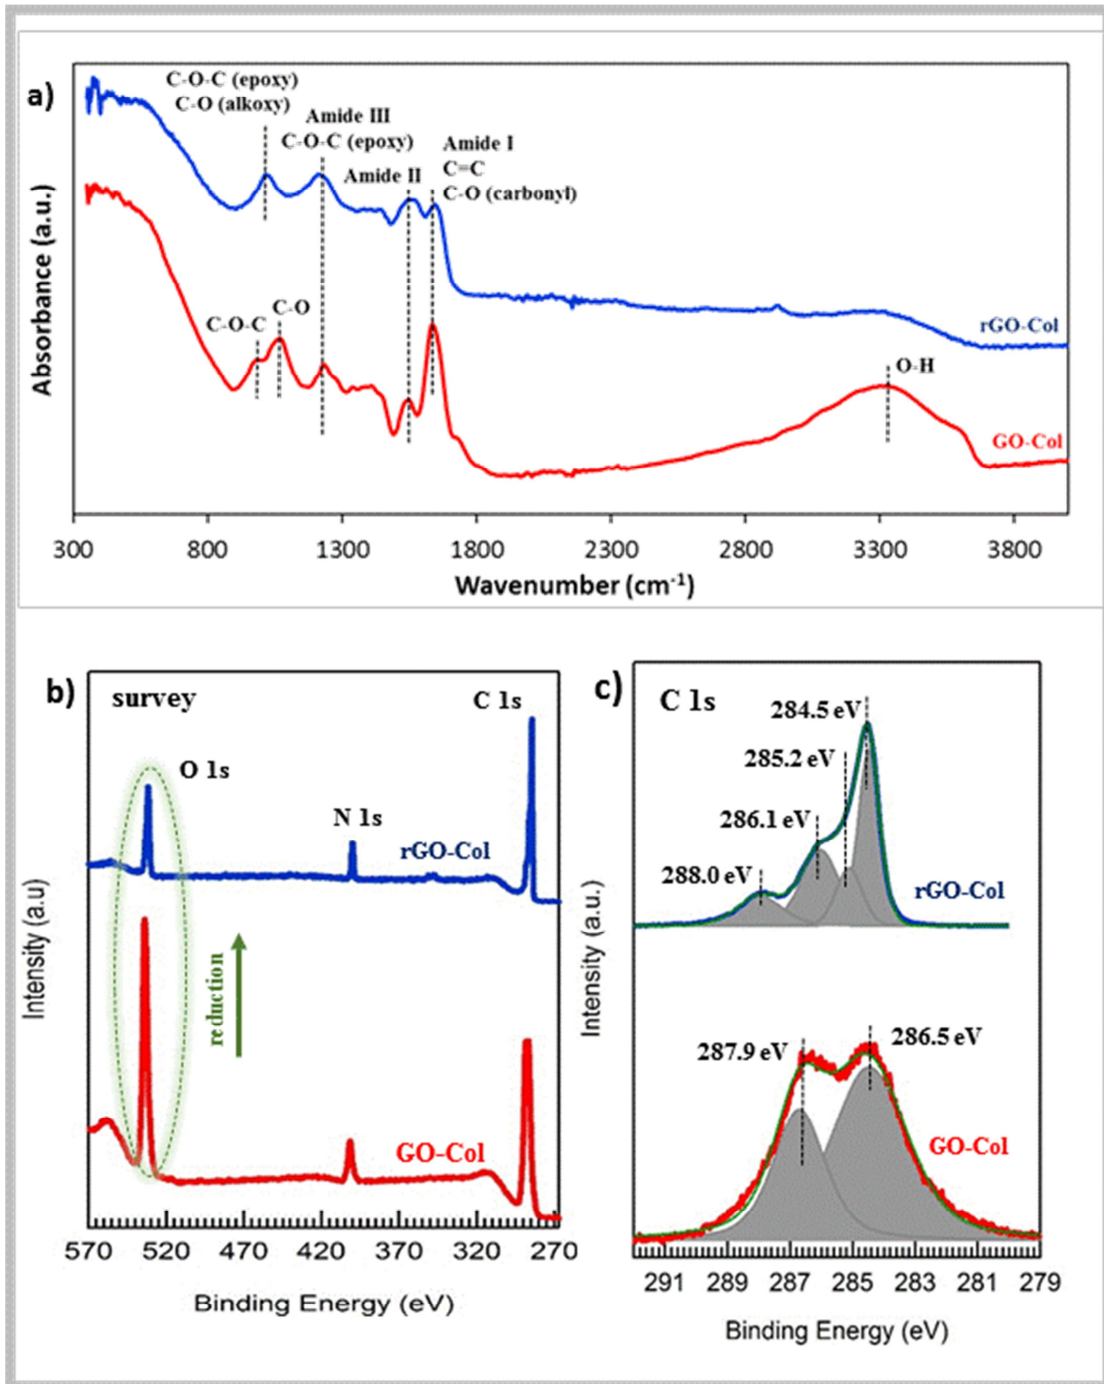 a)
C-O-C (epoxy)
C-O (alkoxy)
Amide III
C-O-C (epoxy)
Amide II
Amide I
C=C
C-O (carbonyl)
rGO-Col
C-O-C
C-O
O-H
GO-Col
Absorbance (a.u.)
300 800 1300 1800 2300 2800 3300 3800
Wavenumber (cm⁻¹)
b)
survey
C 1s
O 1s
N 1s
rGO-Col
reduction
GO-Col
Intensity (a.u)
570 520 470 420 370 320 270
Binding Energy (eV)
c)
C 1s
284.5 eV
285.2 eV
286.1 eV
288.0 eV
rGO-Col
287.9 eV
286.5 eV
GO-Col
Intensity (a.u.)
291 289 287 285 283 281 279
Binding Energy (eV)